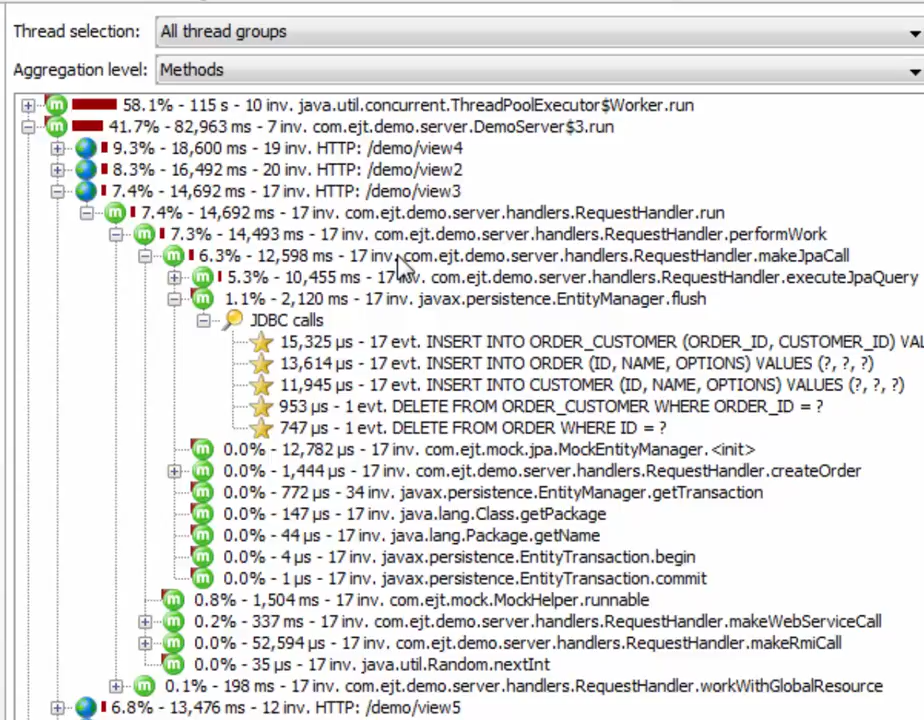 Thread selection: All thread groups
Aggregation level: Methods
58.1% - 115 s - 10 inv. java.util.concurrent.ThreadPoolExecutor$Worker.run
41.7% - 82,963 ms - 7 inv. com.ejt.demo.server.DemoServer$3.run
9.3% - 18,600 ms - 19 inv. HTTP: /demo/view4
8.3% - 16,492 ms - 20 inv. HTTP: /demo/view2
7.4% - 14,692 ms - 17 inv. HTTP: /demo/view3
m 7.4% - 14,692 ms - 17 inv. com.ejt.demo.server.handlers.RequestHandler.run
7.3% - 14,493 ms - 17 inv. com.ejt.demo.server.handlers.RequestHandler.performWork
6.3% - 12,598 ms - 17 inv. com.ejt.demo.server.handlers.RequestHandler.makeJpaCall
5.3% - 10,455 ms - 17 inv. com.ejt.demo.server.handlers.RequestHandler.executeJpaQuery
1.1% - 2,120 ms - 17 inv. javax.persistence.EntityManager.flush
JDBC calls
15,325 µs - 17 evt. INSERT INTO ORDER_CUSTOMER (ORDER_ID, CUSTOMER_ID) VAL
13,614 µs - 17 evt. INSERT INTO ORDER (ID, NAME, OPTIONS) VALUES (?, ?, ?)
11,945 µs - 17 evt. INSERT INTO CUSTOMER (ID, NAME, OPTIONS) VALUES (?, ?, ?)
953 µs - 1 evt. DELETE FROM ORDER_CUSTOMER WHERE ORDER_ID = ?
747 µs - 1 evt. DELETE FROM ORDER WHERE ID = ?
0.0% - 12,782 µs - 17 inv. com.ejt.mock.jpa.MockEntityManager.<init>
0.0% - 1,444 µs - 17 inv. com.ejt.demo.server.handlers.RequestHandler.createOrder
0.0% - 772 µs - 34 inv. javax.persistence.EntityManager.getTransaction
0.0% - 147 µs - 17 inv. java.lang.Class.getPackage
0.0% - 44 µs - 17 inv. java.lang.Package.getName
0.0% - 4 µs - 17 inv. javax.persistence.EntityTransaction.begin
0.0% - 1 µs - 17 inv. javax.persistence.EntityTransaction.commit
0.8% - 1,504 ms - 17 inv. com.ejt.mock.MockHelper.runnable
0.2% - 337 ms - 17 inv. com.ejt.demo.server.handlers.RequestHandler.makeWebServiceCall
0.0% - 52,594 µs - 17 inv. com.ejt.demo.server.handlers.RequestHandler.makeRmiCall
0.0% - 35 µs - 17 inv. java.util.Random.nextInt
0.1% - 198 ms - 17 inv. com.ejt.demo.server.handlers.RequestHandler.workWithGlobalResource
6.8% - 13,476 ms - 12 inv. HTTP: /demo/view5